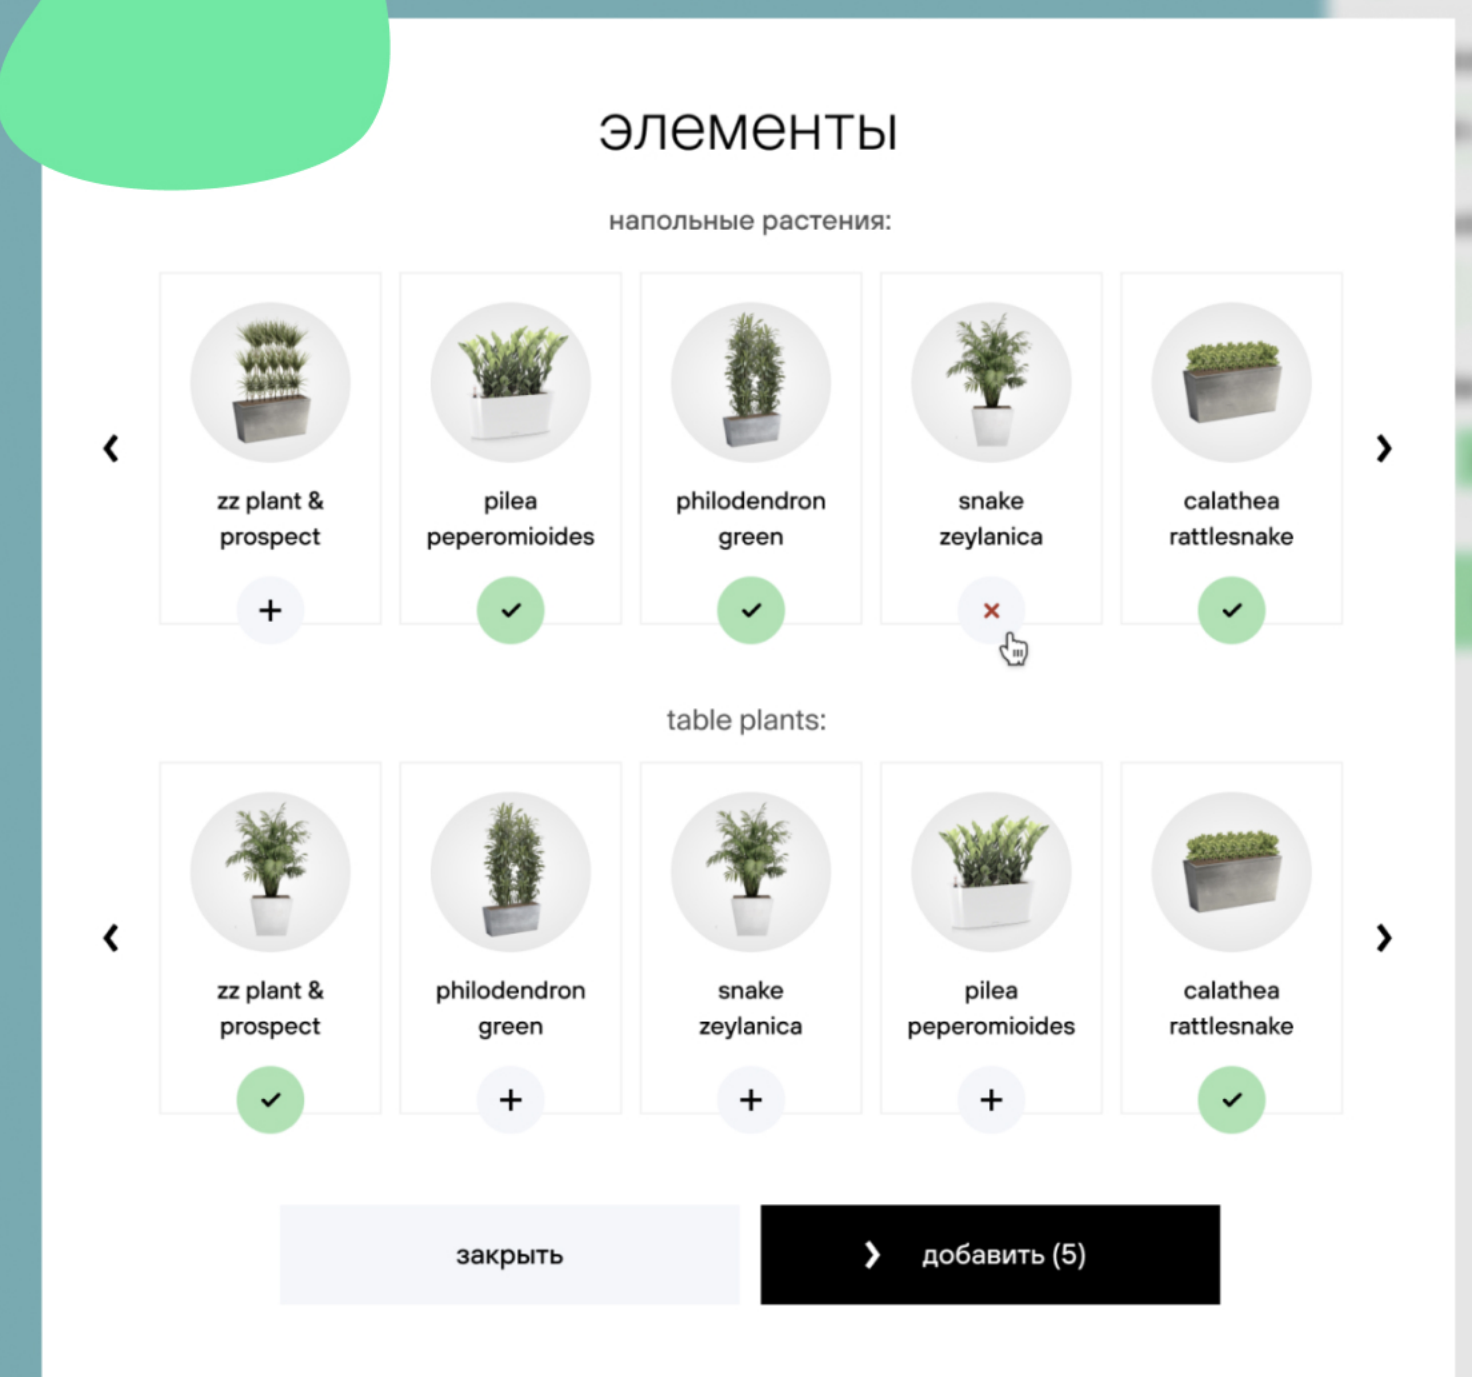 элементы
напольные растения:
zz plant &
prospect
pilea
peperomioides
philodendron
green
snake
zeylanica
calathea
rattlesnake
table plants:
zz plant &
prospect
philodendron
green
snake
zeylanica
pilea
peperomioides
calathea
rattlesnake
закрыть
добавить (5)